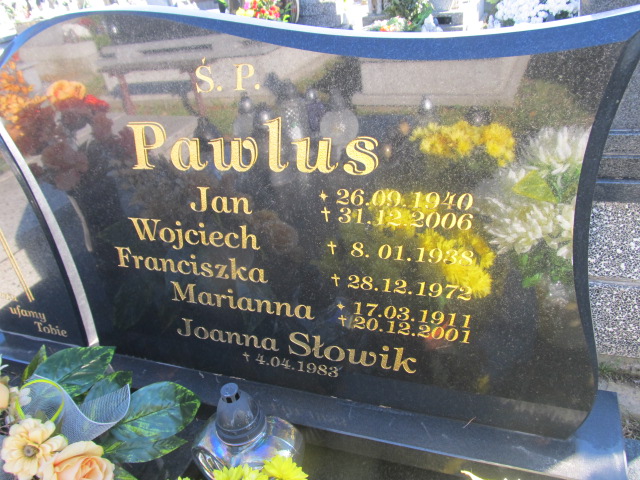 Ś. P.
Pawlus
Jan * 26.09.1940
† 31.12.2006
Wojciech † 8.01.1938
Franciszka † 28.12.1972
Marianna * 17.03.1911
† 20.12.2001
Joanna Słowik
† 4.04.1983
ufamy
Tobie